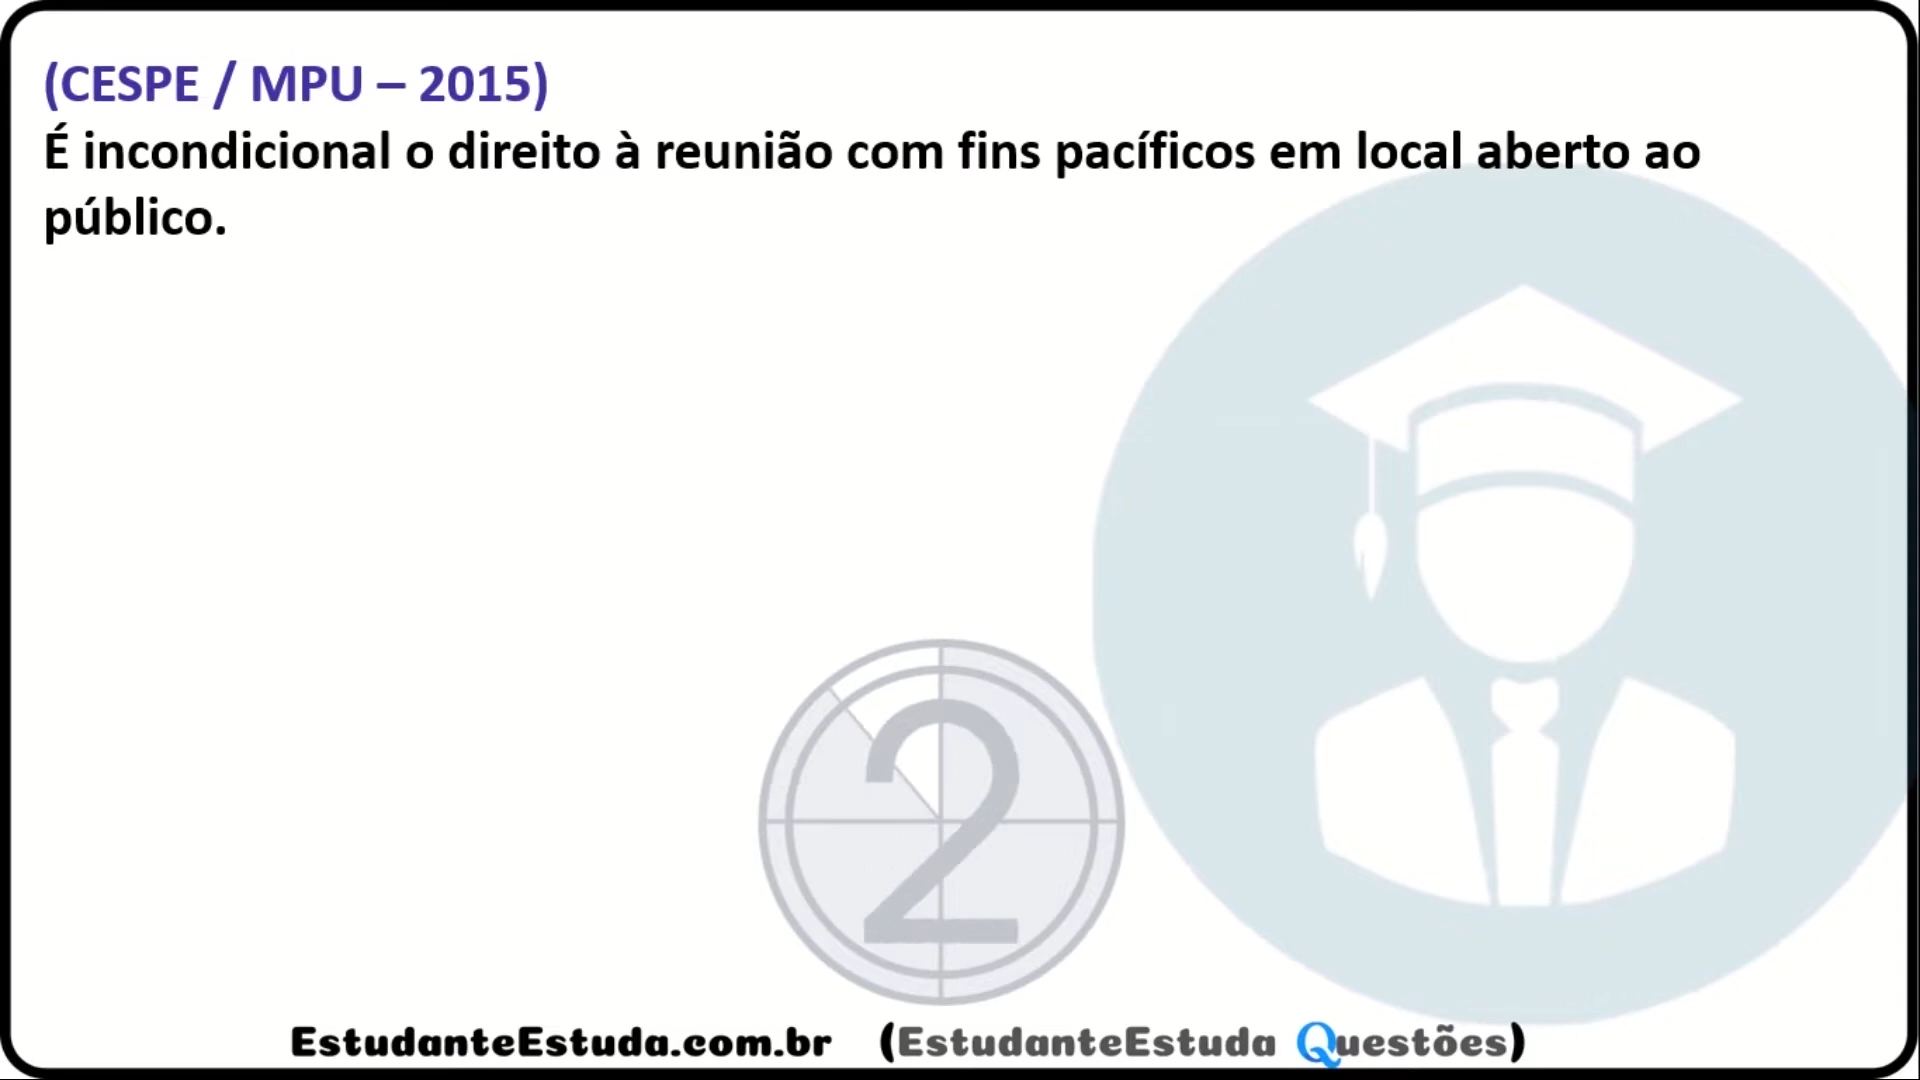 (CESPE / MPU – 2015)
É incondicional o direito à reunião com fins pacíficos em local aberto ao
público.
2
EstudanteEstuda.com.br (EstudanteEstuda Questões)